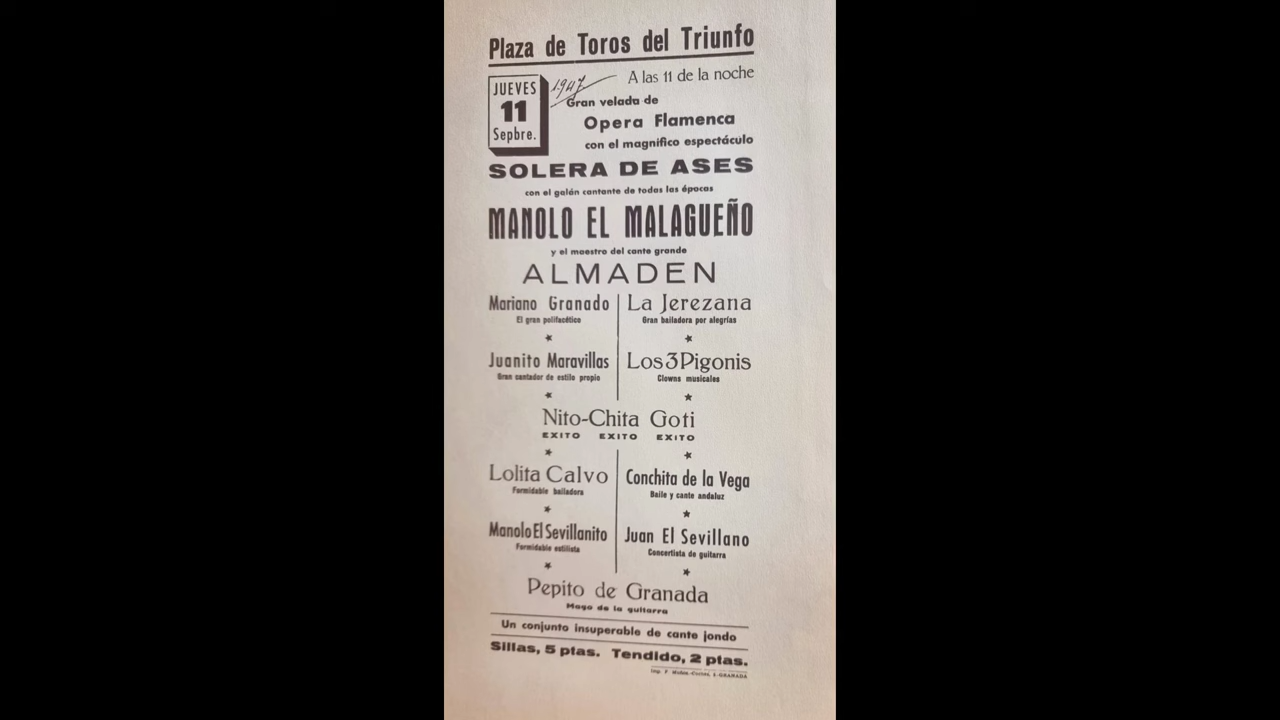 Plaza de Toros del Triunfo
JUEVES
11
Sepbre.
1947
A las 11 de la noche
Gran velada de
Opera Flamenca
con el magnífico espectáculo
SOLERA DE ASES
con el galán cantante de todas las épocas
MANOLO EL MALAGUEÑO
y el maestro del cante grande
ALMADEN
Mariano Granado
El gran polifacético
La Jerezana
Gran bailadora por alegrías
Juanito Maravillas
Gran cantador de estilo propio
Los 3 Pigonis
Clowns musicales
Nito-Chita Goti
EXITO EXITO EXITO
Lolita Calvo
Formidable bailadora
Conchita de la Vega
Baile y cante andaluz
Manolo El Sevillanito
Formidable estilista
Juan El Sevillano
Concertista de guitarra
Pepito de Granada
Mago de la guitarra
Un conjunto insuperable de cante jondo
Sillas, 5 ptas. Tendido, 2 ptas.
Imp. F. GRANADA